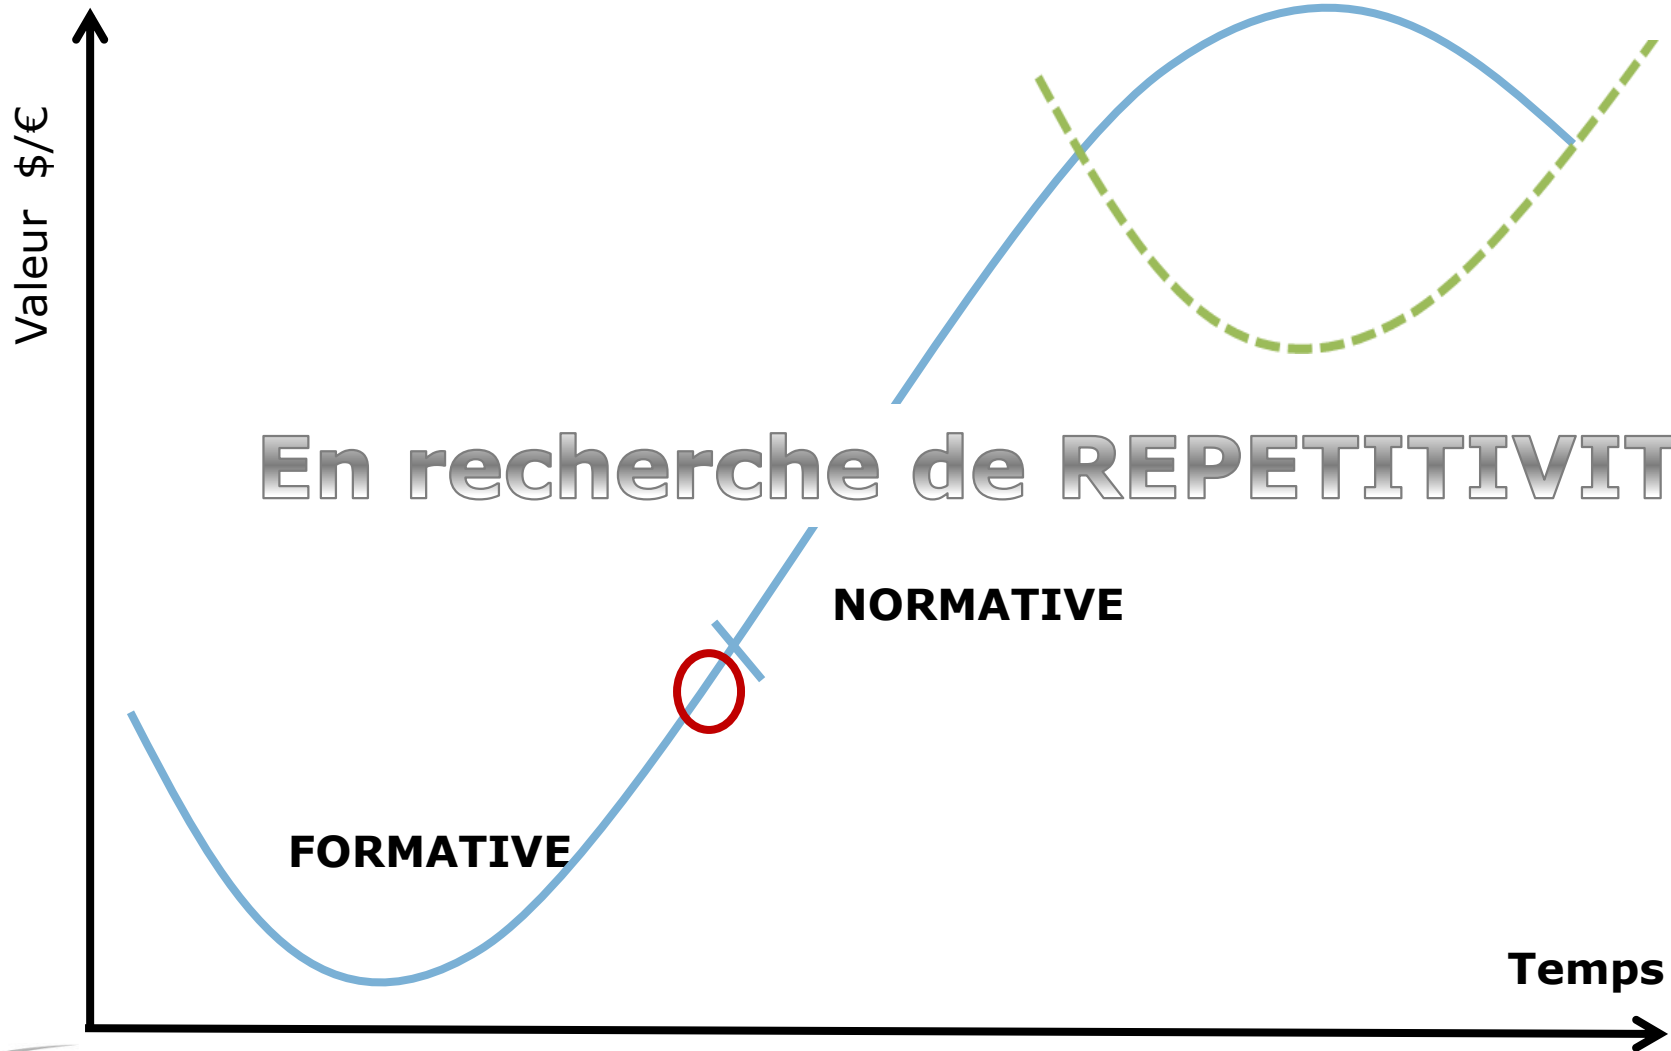 Valeur $/€
En recherche de REPETITIVIT
NORMATIVE
FORMATIVE
Temps